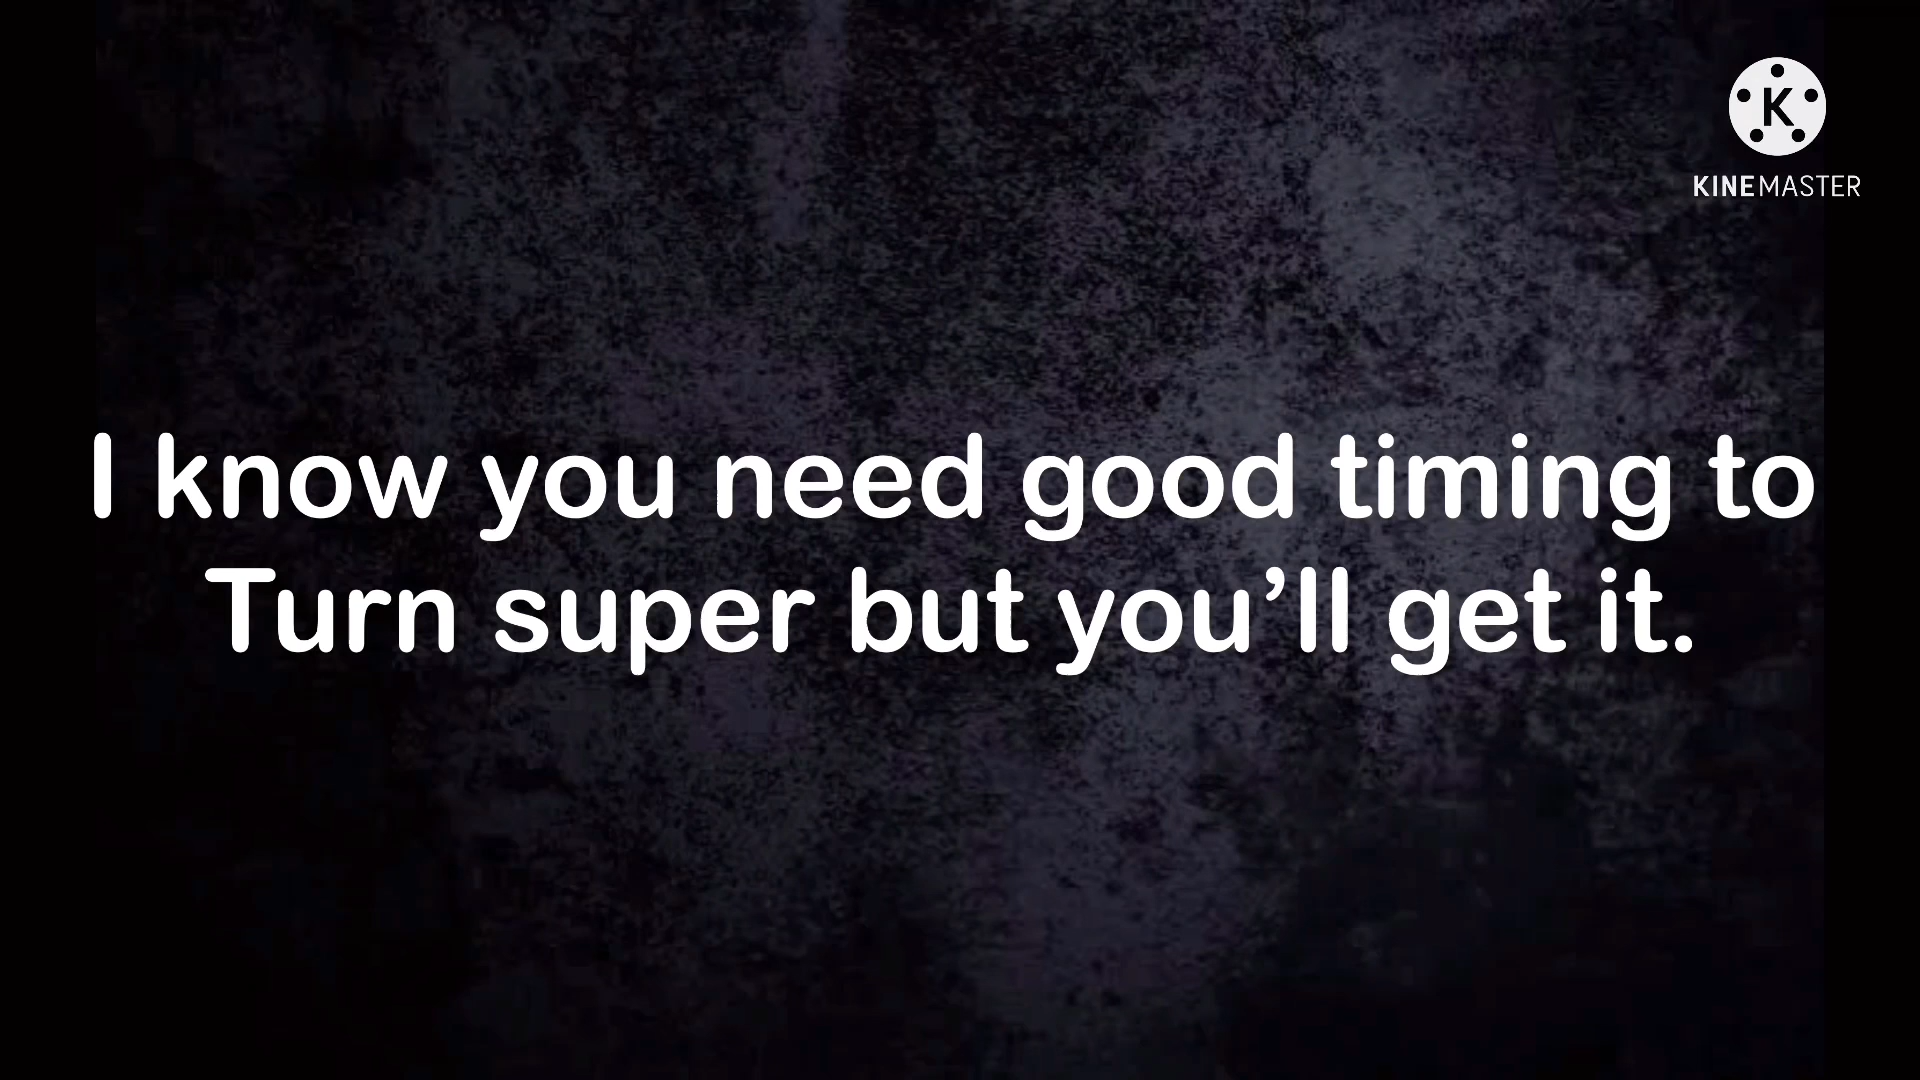 K
KINEMASTER
I know you need good timing to
Turn super but you’ll get it.